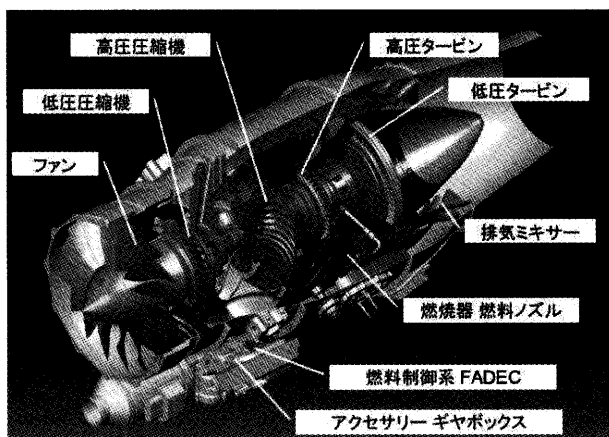 高圧圧縮機
高圧タービン
低圧圧縮機
低圧タービン
ファン
排気ミキサー
燃焼器 燃料ノズル
燃料制御系 FADEC
アクセサリー ギヤボックス